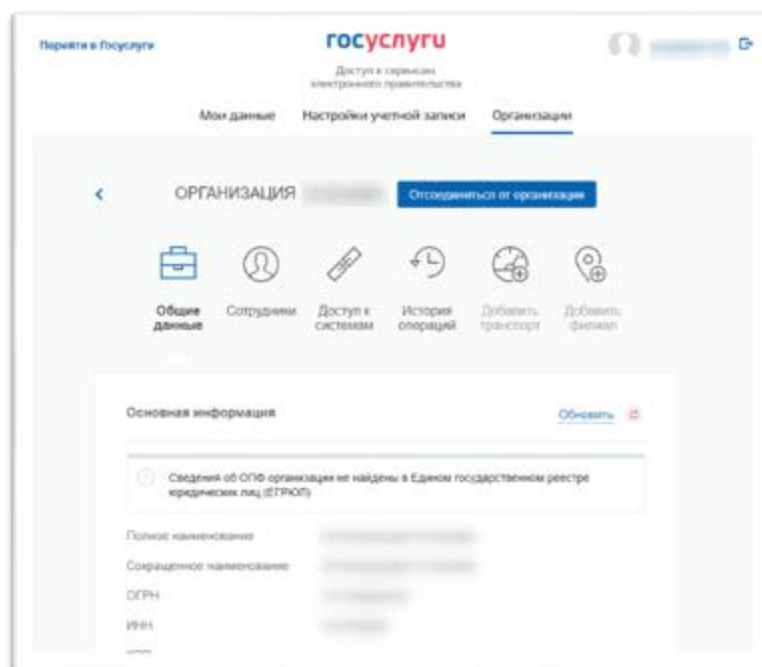 Перейти в Госуслуги
госуслуги
Доступ к сервисам
электронного правительства
Мои данные
Настройки учетной записи
Организации
ОРГАНИЗАЦИЯ
Отсоединиться от организации
Общие
данные
Сотрудники
Доступ к
системам
История
операций
Добавить
транспорт
Добавить
филиал
Основная информация
Обновить
Сведения об ОПФ организации не найдены в Едином государственном реестре
юридических лиц (ЕГРЮЛ)
Полное наименование
Сокращенное наименование
ОГРН
ИНН